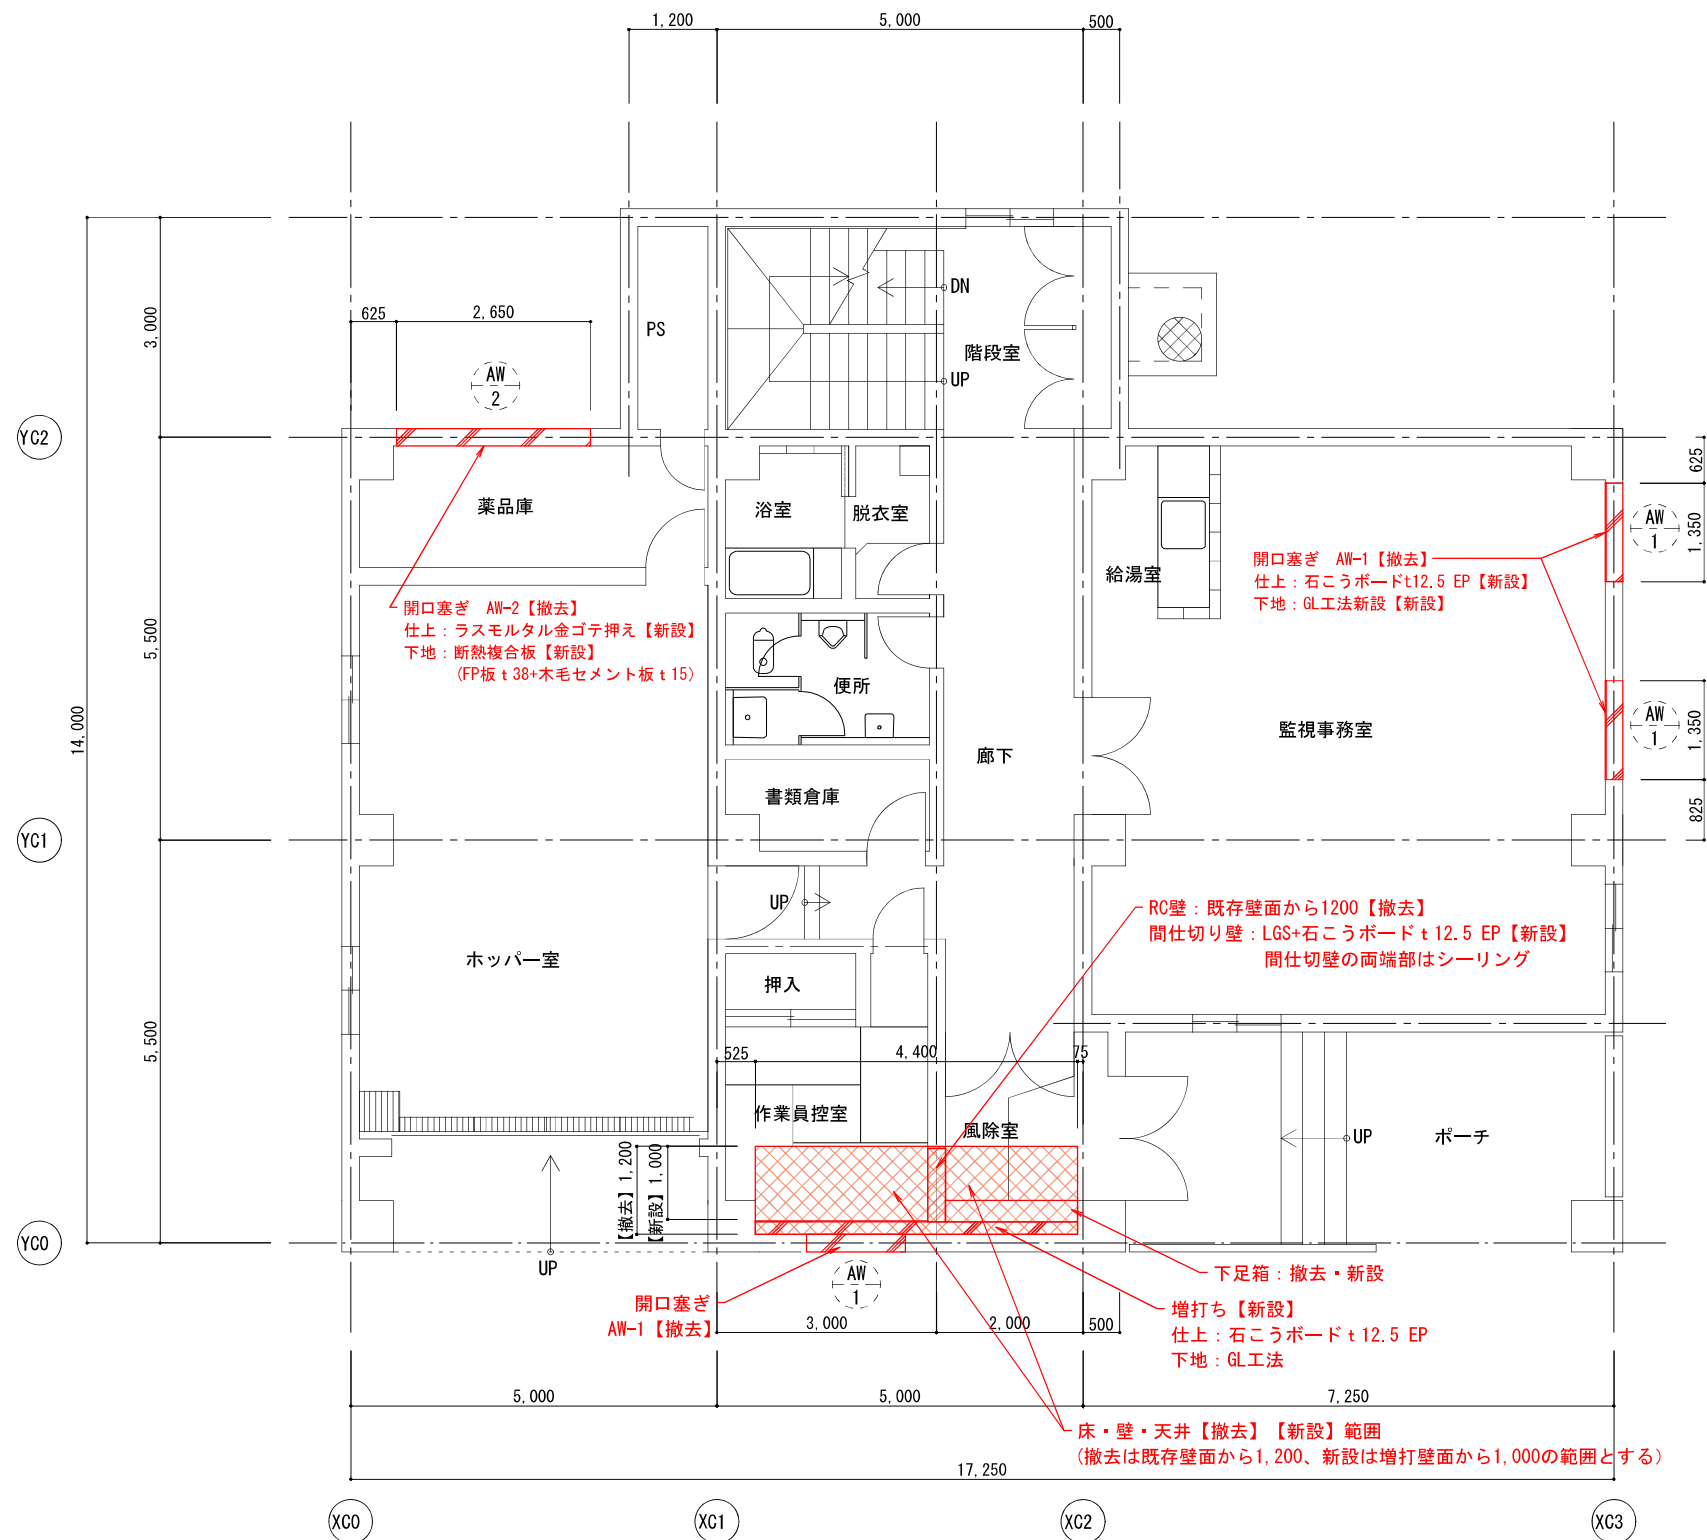 1,200
5,000
500
3,000
625
2,650
AW
2
PS
DN
UP
階段室
YC2
薬品庫
浴室
脱衣室
給湯室
625
1,350
AW
1
開口塞ぎ AW-1【撤去】
仕上：石こうボードt12.5 EP【新設】
下地：GL工法新設【新設】
開口塞ぎ AW-2【撤去】
仕上：ラスモルタル金ゴテ押え【新設】
下地：断熱複合板【新設】
(FP板ｔ38+木毛セメント板ｔ15)
5,500
14,000
便所
廊下
監視事務室
AW
1
1,350
825
書類倉庫
YC1
UP
RC壁：既存壁面から1200【撤去】
間仕切り壁：LGS+石こうボードｔ12.5 EP【新設】
間仕切壁の両端部はシーリング
ホッパー室
押入
5,500
525
4,400
75
作業員控室
風除室
UP
ポーチ
【撤去】1,200
【新設】1,000
YC0
UP
AW
1
開口塞ぎ
AW-1【撤去】
下足箱：撤去・新設
増打ち【新設】
仕上：石こうボードｔ12.5 EP
下地：GL工法
3,000
2,000
500
5,000
5,000
7,250
床・壁・天井【撤去】【新設】範囲
(撤去は既存壁面から1,200、新設は増打壁面から1,000の範囲とする)
17,250
XC0
XC1
XC2
XC3